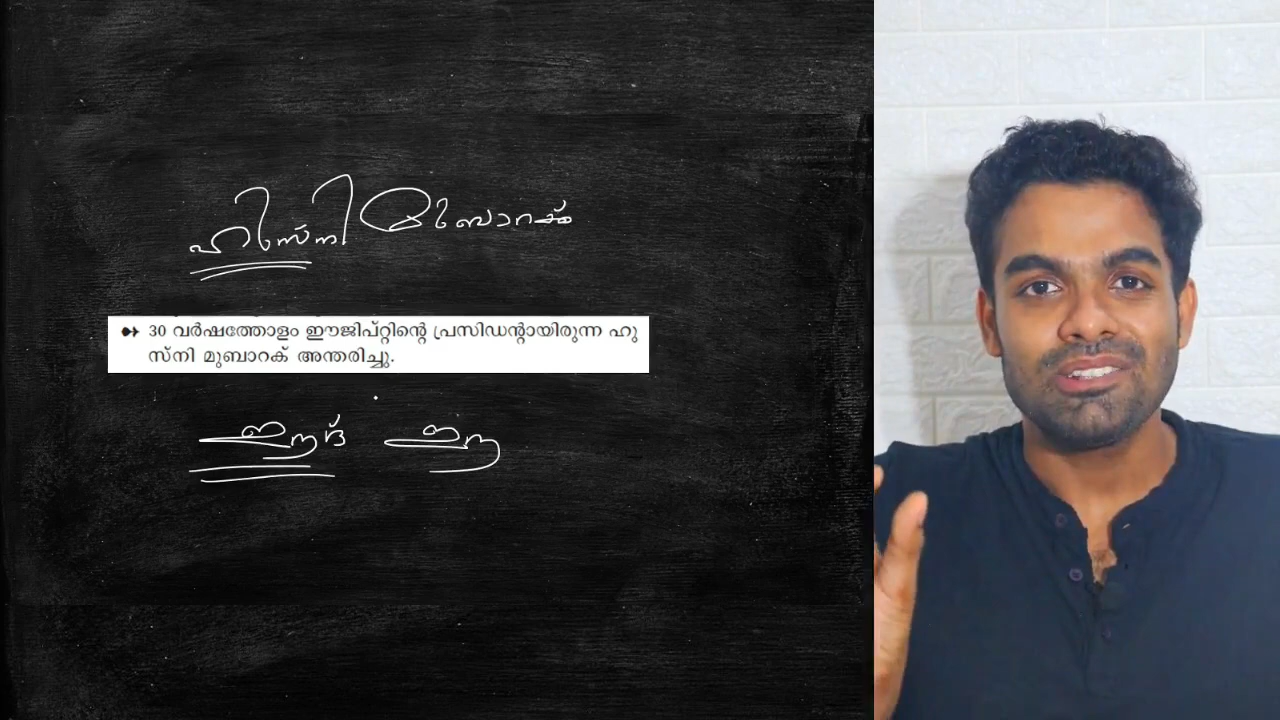 ഹുസ്നി മുബാറക്
➻ 30 വർഷത്തോളം ഈജിപ്റ്റിന്റെ പ്രസിഡന്റായിരുന്ന ഹു
സ്നി മുബാറക് അന്തരിച്ചു.
ഈ